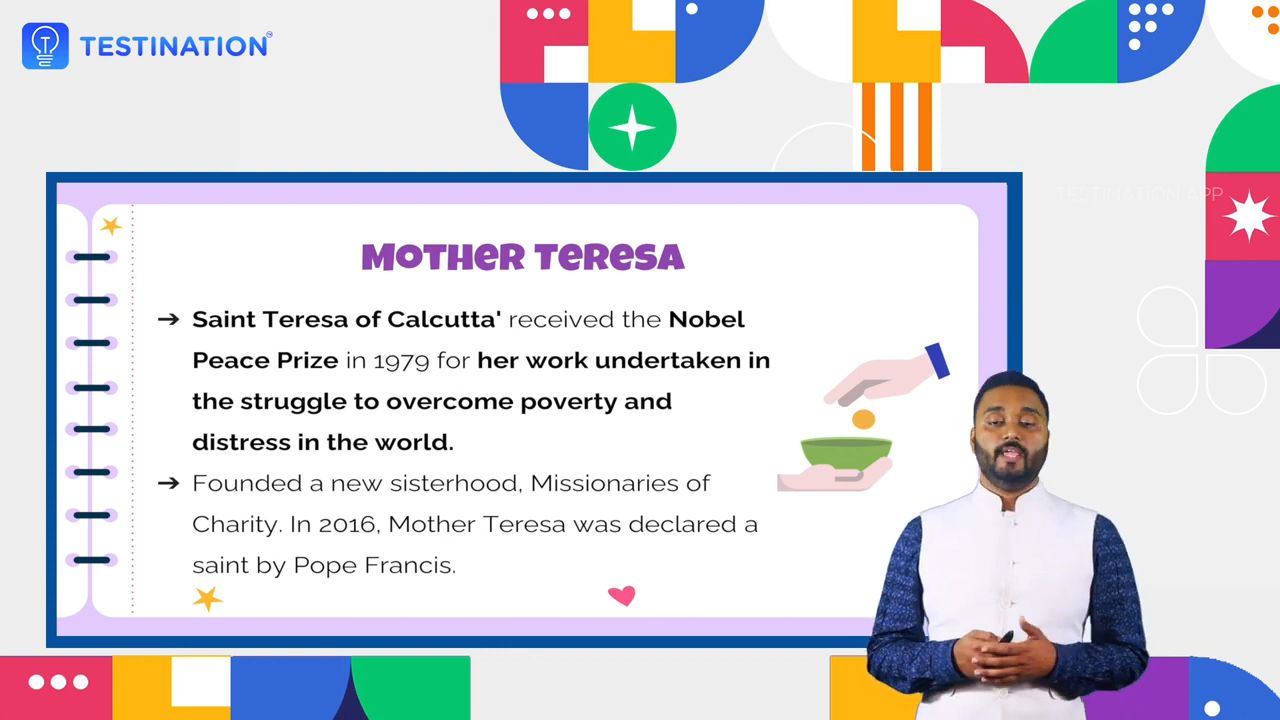 TESTINATION
TESTINATION APP
Mother Teresa
➔ Saint Teresa of Calcutta' received the Nobel
Peace Prize in 1979 for her work undertaken in
the struggle to overcome poverty and
distress in the world.
➔ Founded a new sisterhood, Missionaries of
Charity. In 2016, Mother Teresa was declared a
saint by Pope Francis.